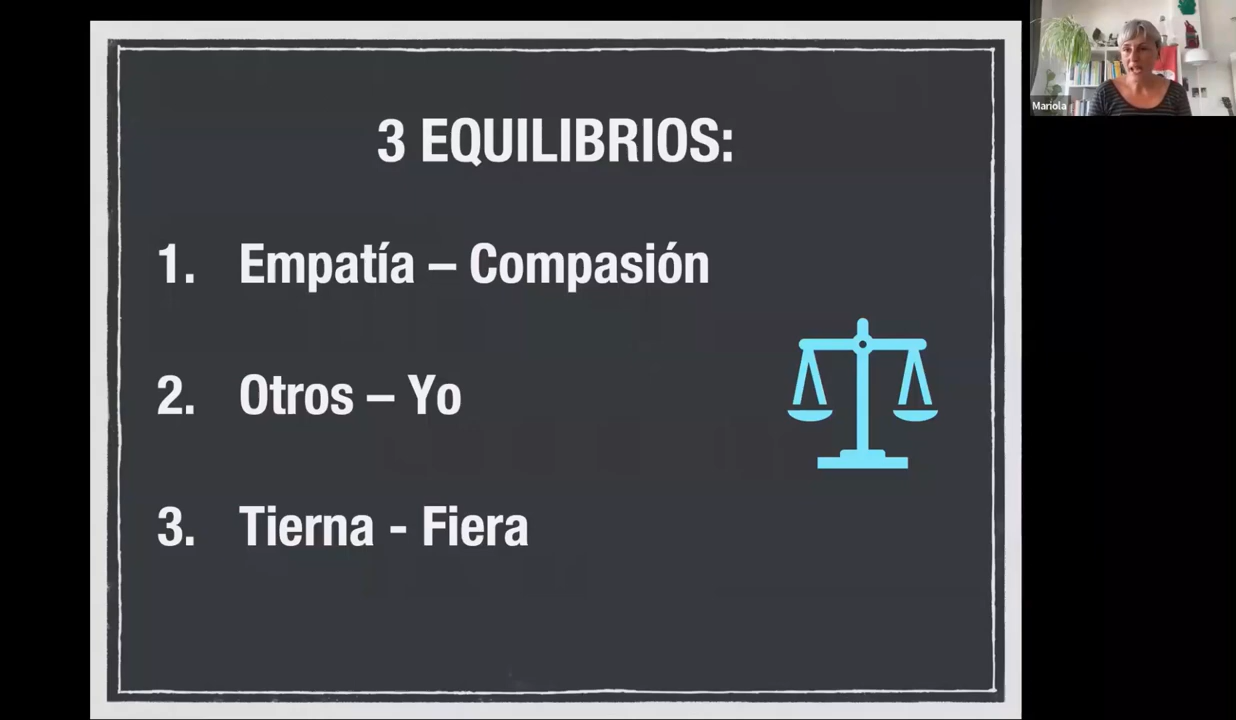 3 EQUILIBRIOS:
1. Empatía – Compasión
2. Otros – Yo
3. Tierna - Fiera
Mariola